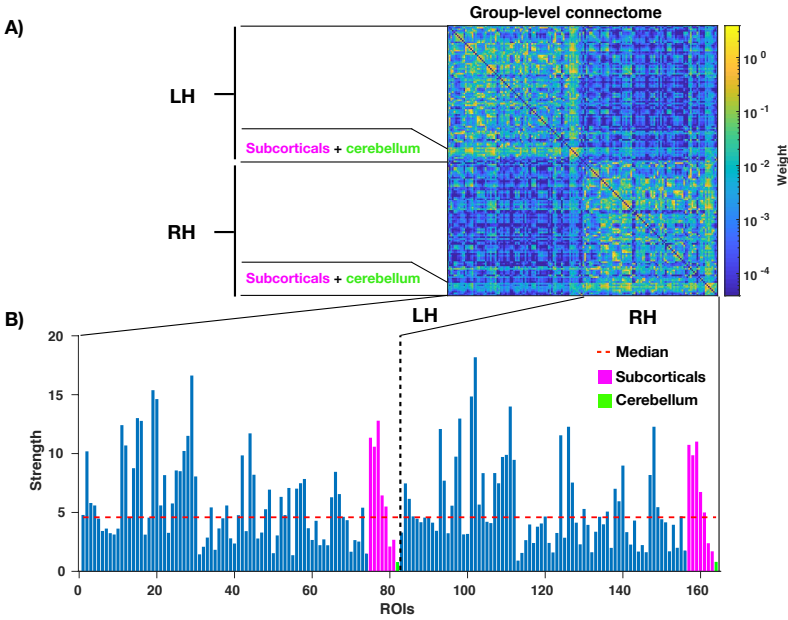 A)
Group-level connectome
LH
Subcorticals + cerebellum
RH
Subcorticals + cerebellum
10^0
10^-1
10^-2
10^-3
10^-4
Weight
B)
LH
RH
Median
Subcorticals
Cerebellum
Strength
20
15
10
5
0
0
20
40
60
80
100
120
140
160
ROIs